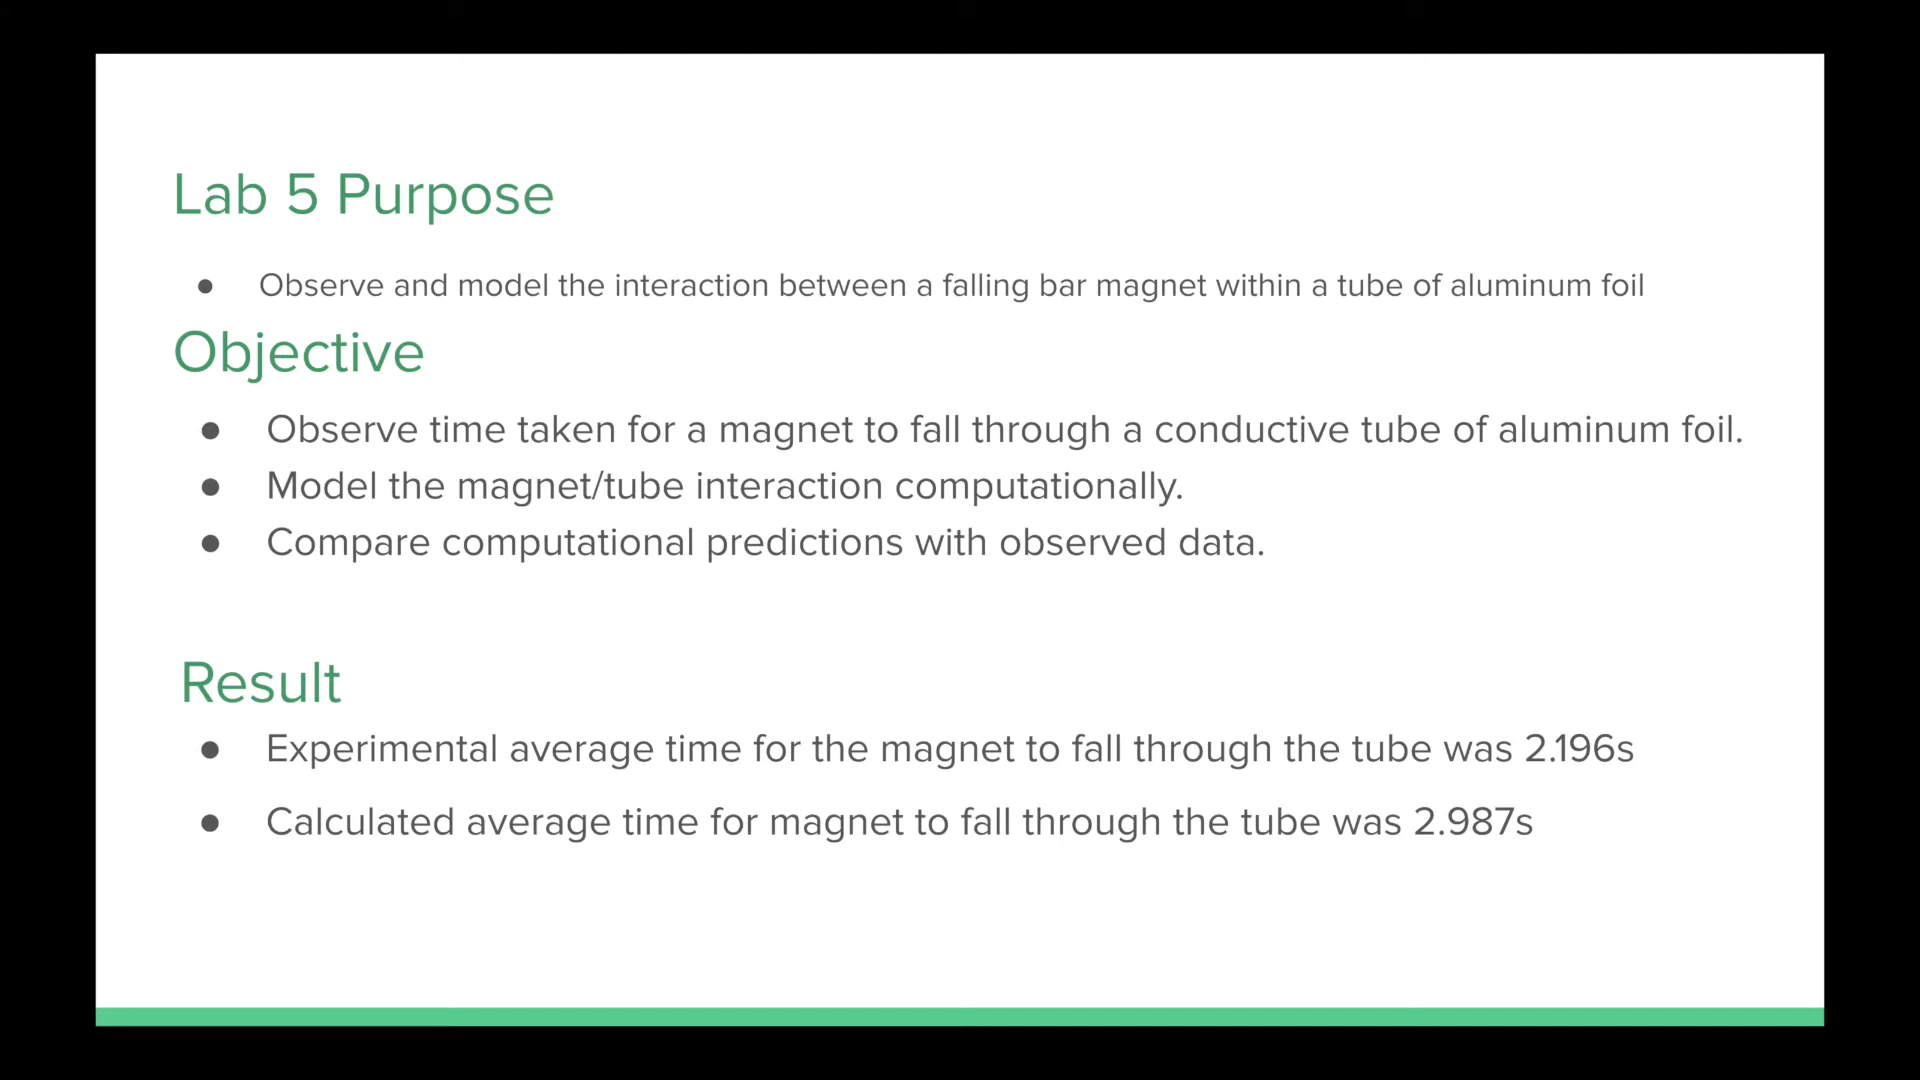 Lab 5 Purpose
● Observe and model the interaction between a falling bar magnet within a tube of aluminum foil
Objective
● Observe time taken for a magnet to fall through a conductive tube of aluminum foil.
● Model the magnet/tube interaction computationally.
● Compare computational predictions with observed data.
Result
● Experimental average time for the magnet to fall through the tube was 2.196s
● Calculated average time for magnet to fall through the tube was 2.987s